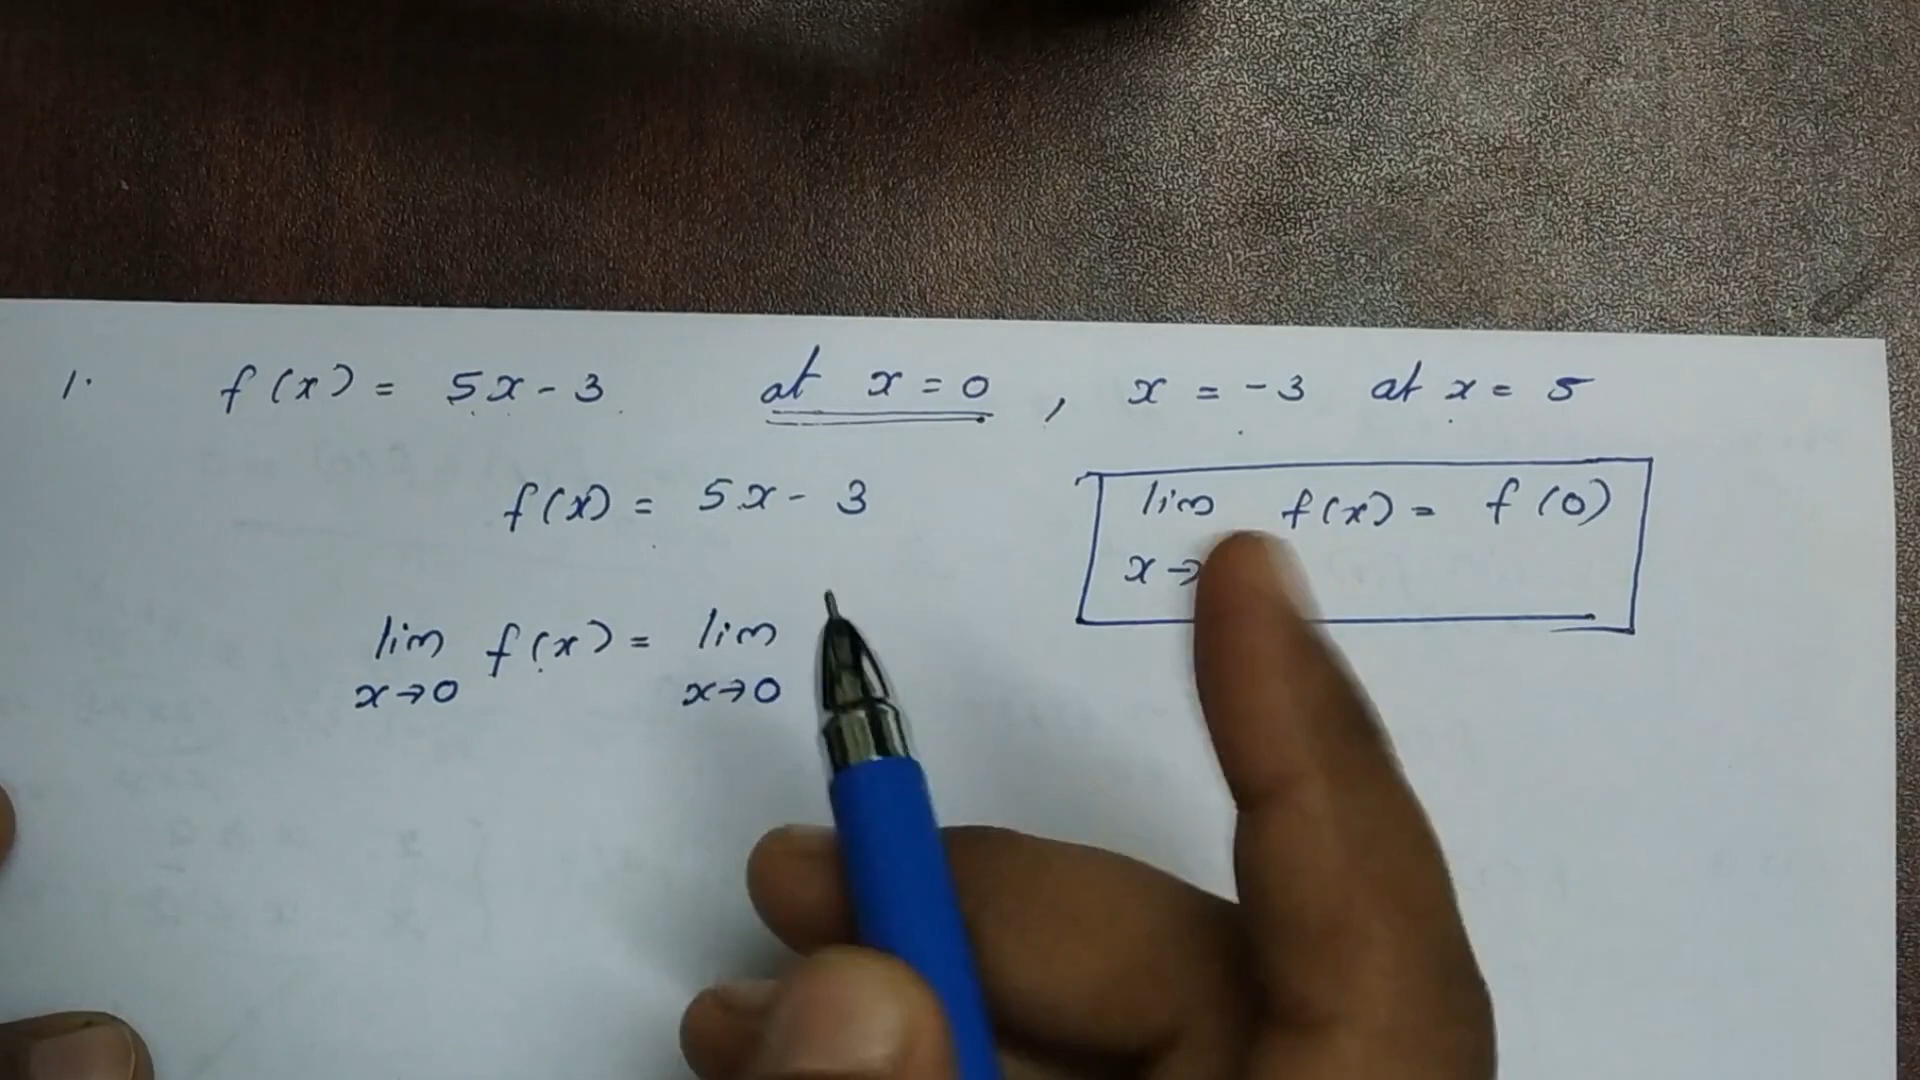 1. f(x) = 5x - 3 at x = 0 , x = -3 at x = 5
f(x) = 5x - 3
lim f(x) = f(0)
x →
lim f(x) = lim
x→0 x→0